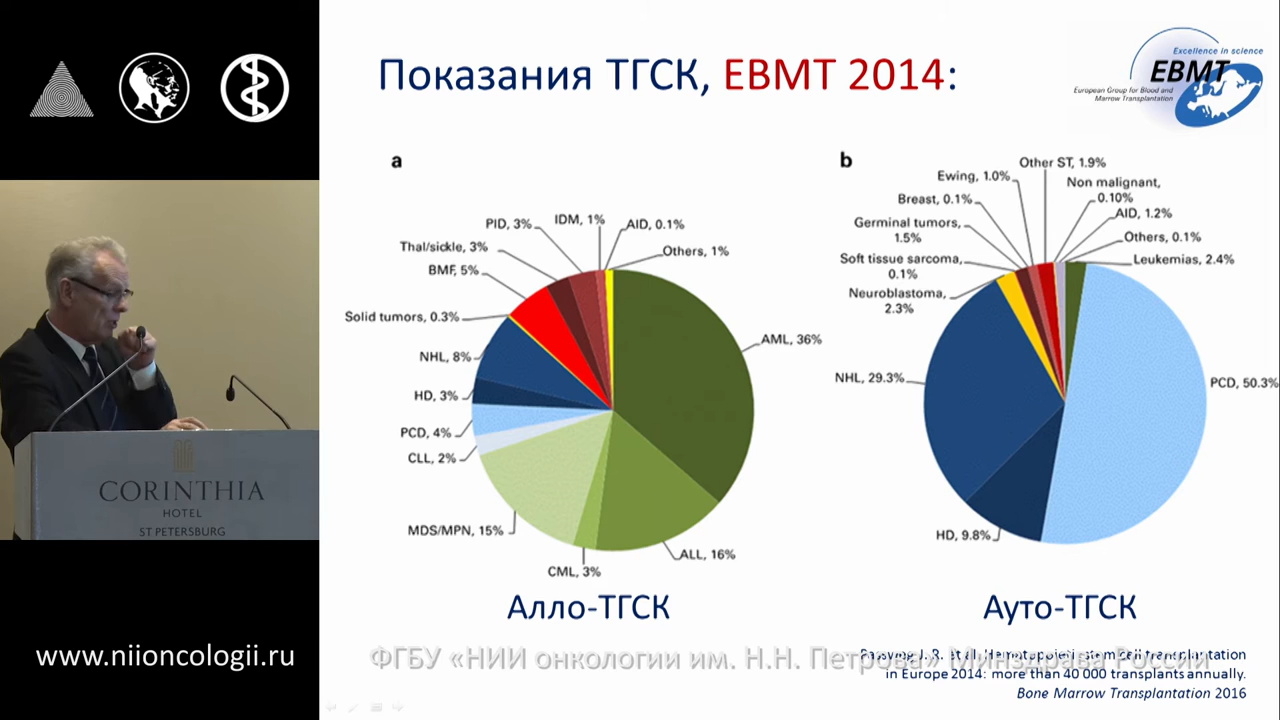 Показания ТГСК, EBMT 2014:
Excellence in science
EBMT
European Group for Blood and
Marrow Transplantation
a
PID, 3%
IDM, 1%
AID, 0.1%
Thal/sickle, 3%
Others, 1%
BMF, 5%
Solid tumors, 0.3%
AML, 36%
NHL, 8%
HD, 3%
PCD, 4%
CLL, 2%
MDS/MPN, 15%
ALL, 16%
CML, 3%
Алло-ТГСК
b
Other ST, 1.9%
Ewing, 1.0%
Non malignant,
0.10%
Breast, 0.1%
AID, 1.2%
Germinal tumors,
1.5%
Others, 0.1%
Soft tissue sarcoma,
0.1%
Leukemias, 2.4%
Neuroblastoma,
2.3%
NHL, 29.3%
PCD, 50.3%
HD, 9.8%
Ауто-ТГСК
CORINTHIA
HOTEL
ST PETERSBURG
www.niioncologii.ru
ФГБУ «НИИ онкологии им. Н.Н. Петрова» Минздрава России
J. R. et al. Hematopoietic stem cell transplantation
in Europe 2014: more than 40 000 transplants annually.
Bone Marrow Transplantation 2016